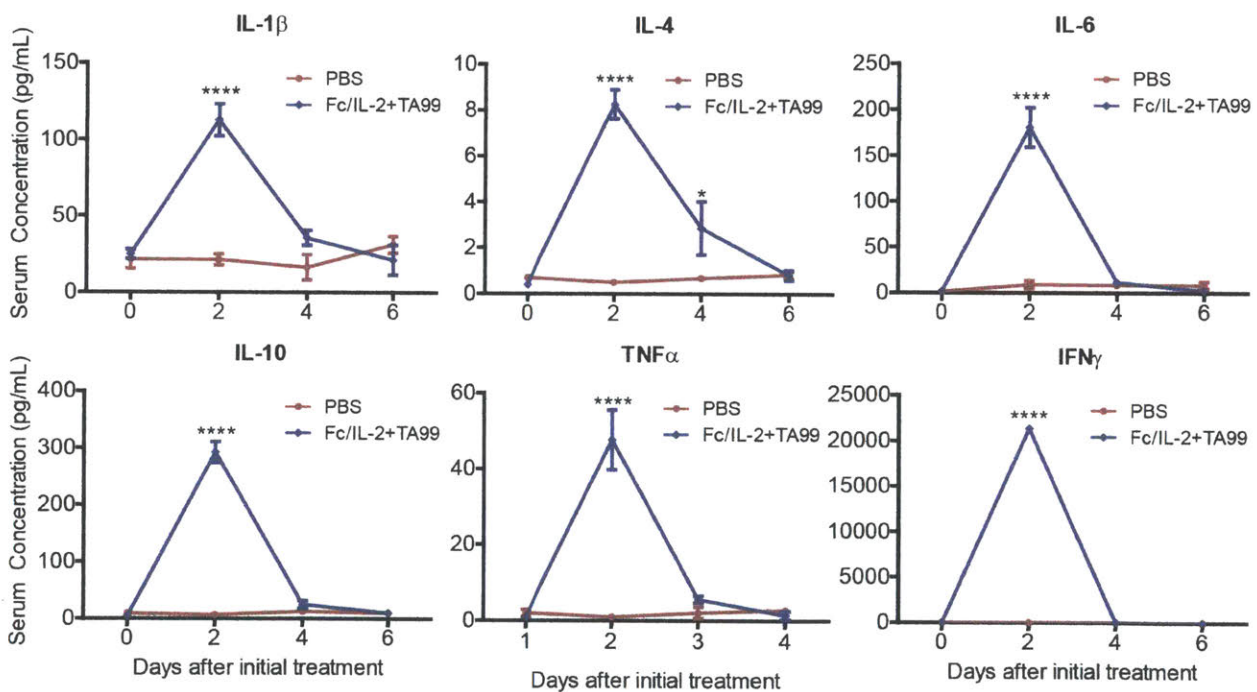 IL-1β
Serum Concentration (pg/mL)
150
100
50
0
0 2 4 6
****
PBS
Fc/IL-2+TA99
IL-4
10
8
6
4
2
0
0 2 4 6
****
*
PBS
Fc/IL-2+TA99
IL-6
250
200
150
100
50
0
0 2 4 6
****
PBS
Fc/IL-2+TA99
IL-10
Serum Concentration (pg/mL)
400
300
200
100
0
0 2 4 6
Days after initial treatment
****
PBS
Fc/IL-2+TA99
TNFα
60
40
20
0
1 2 3 4
Days after initial treatment
****
PBS
Fc/IL-2+TA99
IFNγ
25000
20000
15000
10000
5000
0
0 2 4 6
Days after initial treatment
****
PBS
Fc/IL-2+TA99